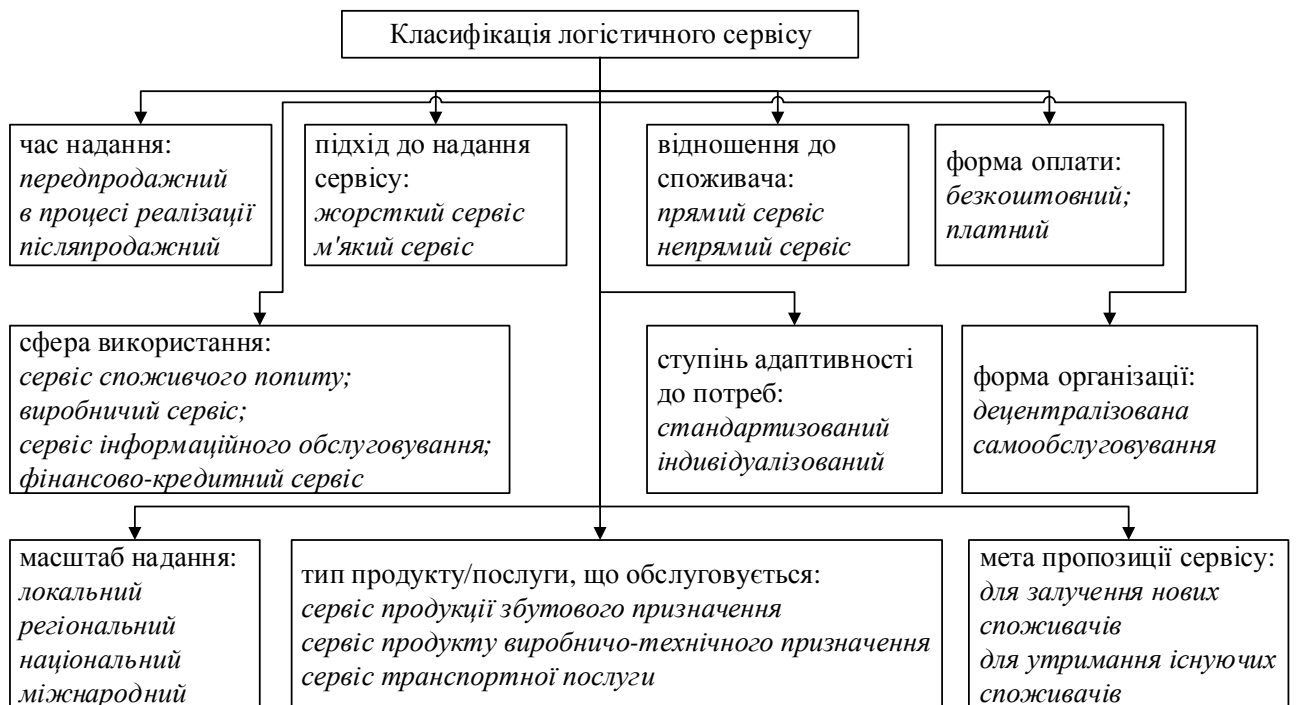 Класифікація логістичного сервісу
час надання:
передпродажний
в процесі реалізації
післяпродажний
підхід до надання
сервісу:
жорсткий сервіс
м'який сервіс
відношення до
споживача:
прямий сервіс
непрямий сервіс
форма оплати:
безкоштовний;
платний
сфера використання:
сервіс споживчого попиту;
виробничий сервіс;
сервіс інформаційного обслуговування;
фінансово-кредитний сервіс
ступінь адаптивності
до потреб:
стандартизований
індивідуалізований
форма організації:
децентралізована
самообслуговування
масштаб надання:
локальний
регіональний
національний
міжнародний
тип продукту/послуги, що обслуговується:
сервіс продукції збутового призначення
сервіс продукту виробничо-технічного призначення
сервіс транспортної послуги
мета пропозиції сервісу:
для залучення нових
споживачів
для утримання існуючих
споживачів